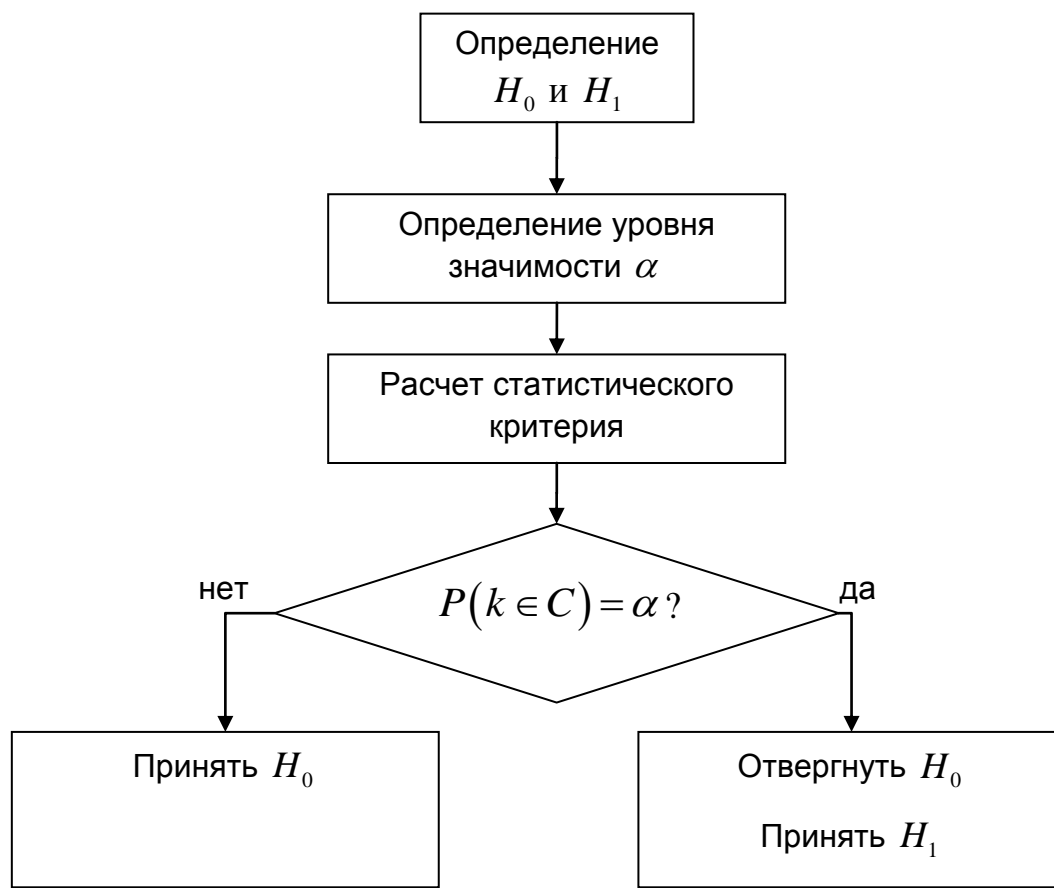 Определение
H₀ и H₁
Определение уровня
значимости α
Расчет статистического
критерия
нет
P(k ∈ C) = α ?
да
Принять H₀
Отвергнуть H₀
Принять H₁